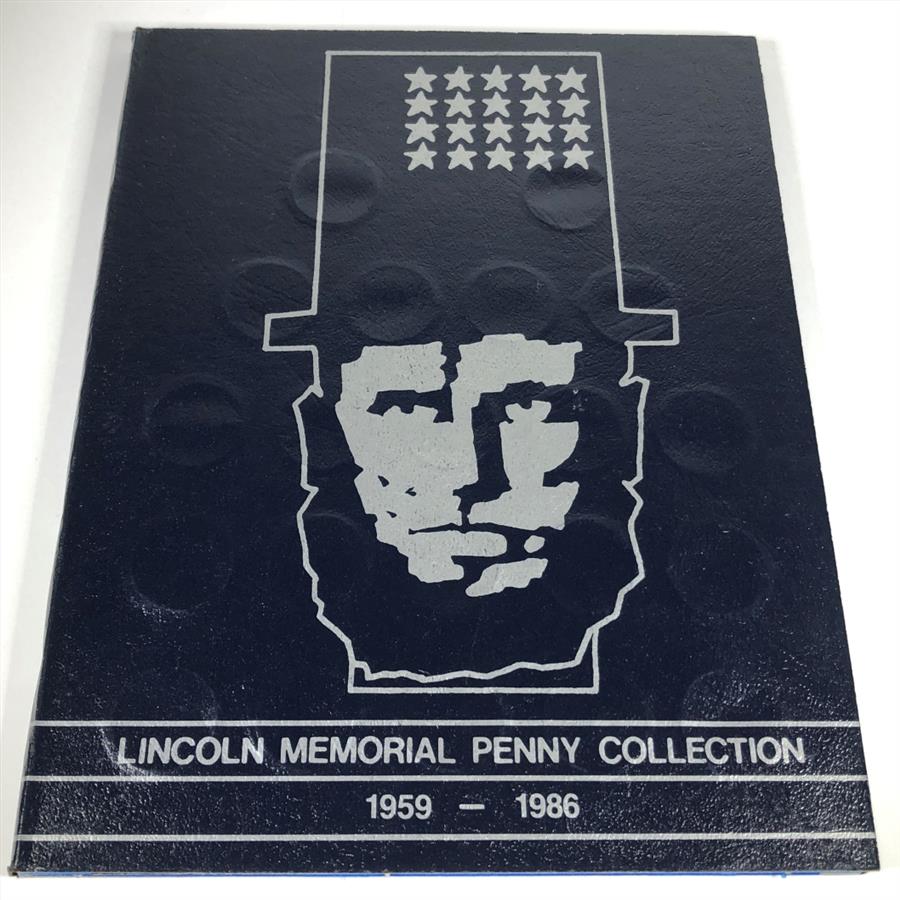 LINCOLN MEMORIAL PENNY COLLECTION
1959 — 1986